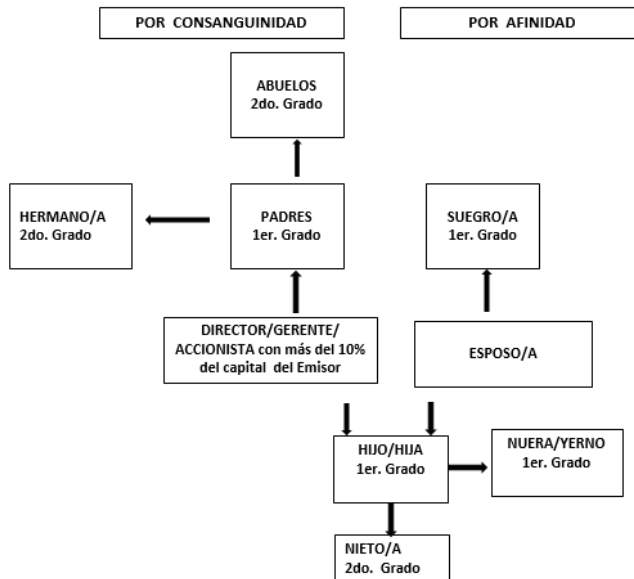 POR CONSANGUINIDAD
POR AFINIDAD
ABUELOS
2do. Grado
HERMANO/A
2do. Grado
PADRES
1er. Grado
SUEGRO/A
1er. Grado
DIRECTOR/GERENTE/
ACCIONISTA con más del 10%
del capital del Emisor
ESPOSO/A
HIJO/HIJA
1er. Grado
NUERA/YERNO
1er. Grado
NIETO/A
2do. Grado